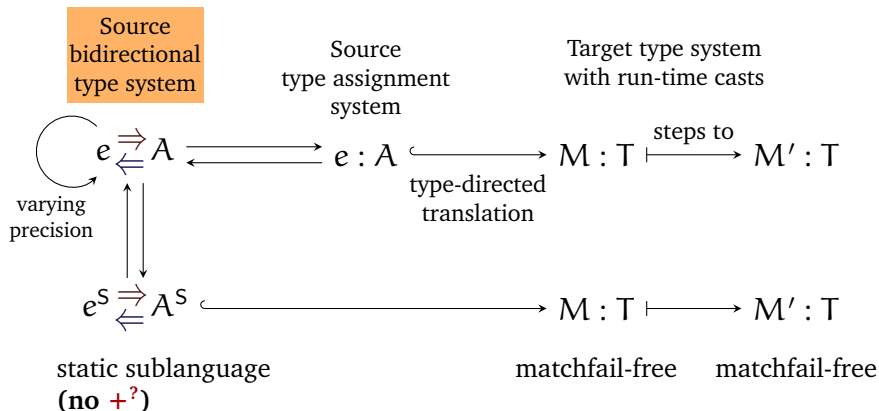 Source
bidirectional
type system
Source
type assignment
system
Target type system
with run-time casts
e ⇒ ⇐ A
e : A
M : T
steps to
M′ : T
varying
precision
type-directed
translation
eˢ ⇒ ⇐ Aˢ
M : T
M′ : T
static sublanguage
(no +?)
matchfail-free
matchfail-free